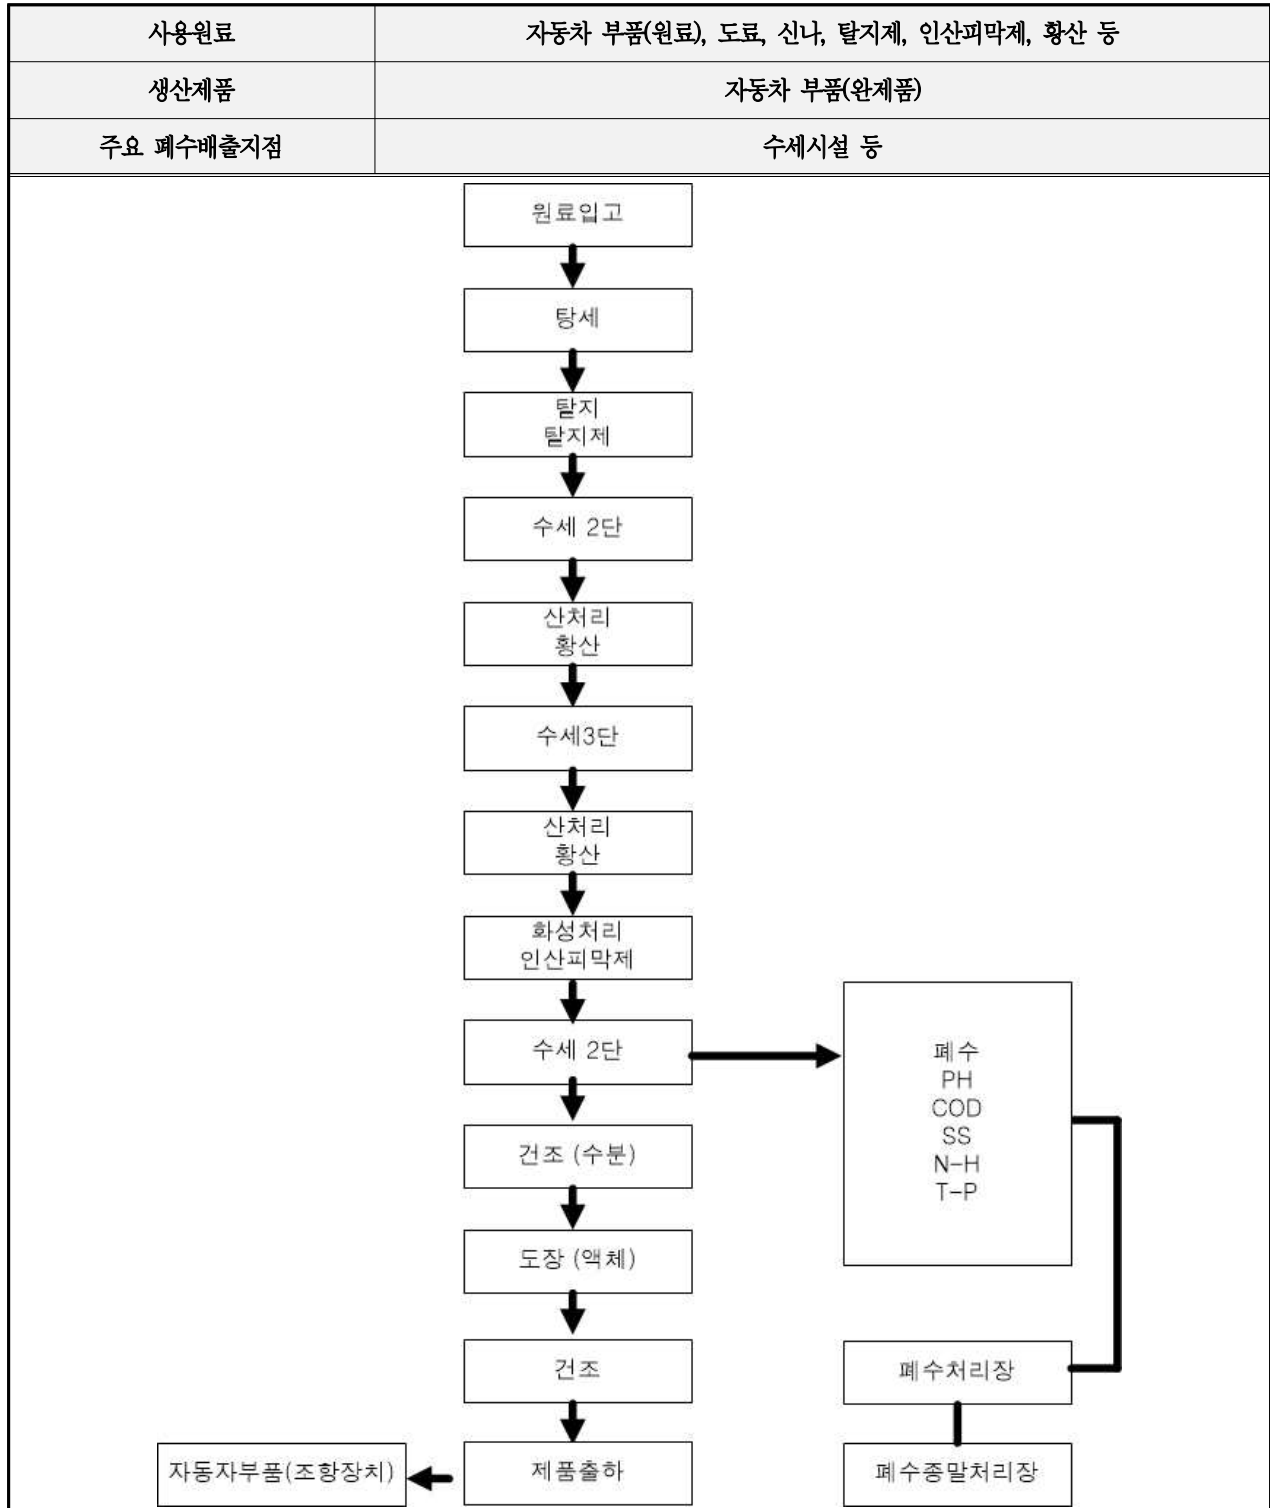 사용원료 자동차 부품(원료), 도료, 신나, 탈지제, 인산피막제, 황산 등
생산제품 자동차 부품(완제품)
주요 폐수배출지점 수세시설 등
원료입고
탕세
탈지
탈지제
수세 2단
산처리
황산
수세3단
산처리
황산
화성처리
인산피막제
수세 2단
폐수
PH
COD
SS
N-H
T-P
건조 (수분)
도장 (액체)
건조
폐수처리장
자동자부품(조향장치)
제품출하
폐수종말처리장